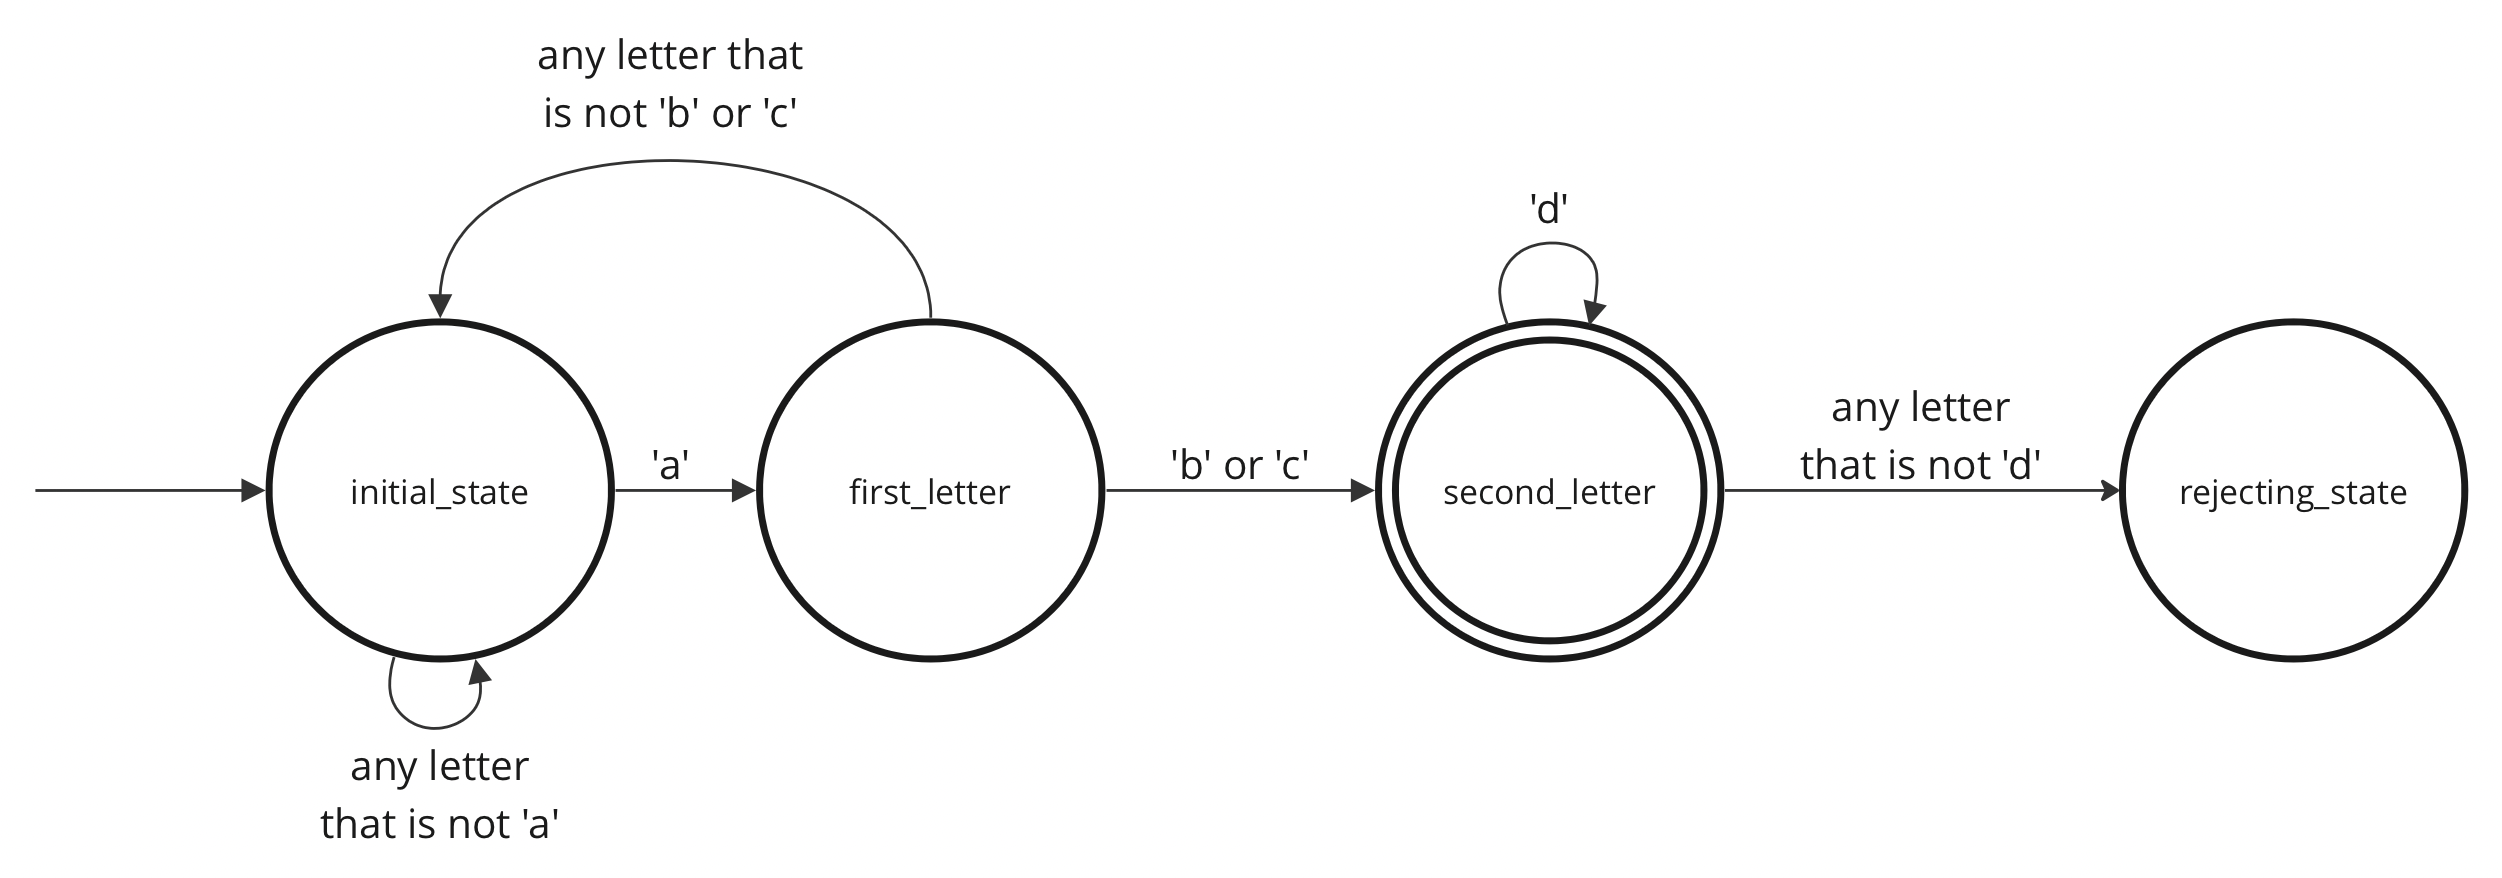 any letter that
is not 'b' or 'c'
'd'
any letter
that is not 'd'
'a'
'b' or 'c'
initial_state
first_letter
second_letter
rejecting_state
any letter
that is not 'a'